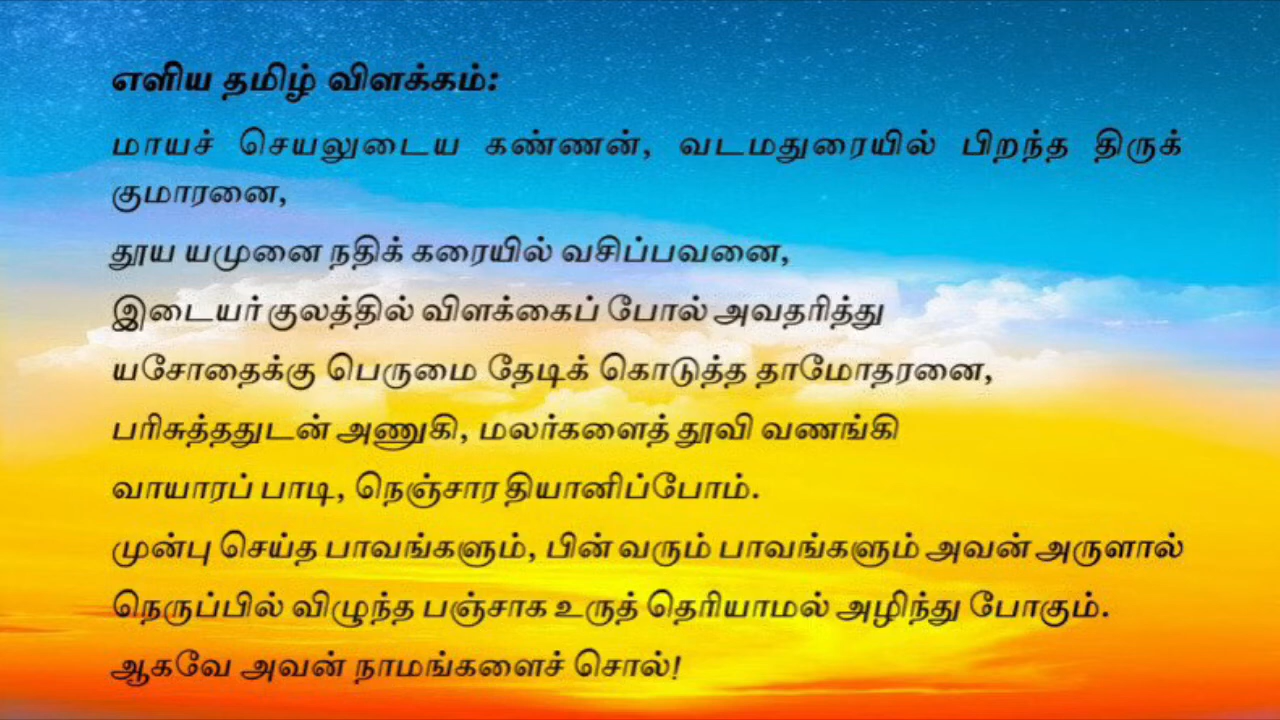 எளிய தமிழ் விளக்கம்:
மாயச் செயலுடைய கண்ணன், வடமதுரையில் பிறந்த திருக்
குமாரனை,
தூய யமுனை நதிக் கரையில் வசிப்பவனை,
இடையர் குலத்தில் விளக்கைப் போல் அவதரித்து
யசோதைக்கு பெருமை தேடிக் கொடுத்த தாமோதரனை,
பரிசுத்ததுடன் அணுகி, மலர்களைத் தூவி வணங்கி
வாயாரப் பாடி, நெஞ்சார தியானிப்போம்.
முன்பு செய்த பாவங்களும், பின் வரும் பாவங்களும் அவன் அருளால்
நெருப்பில் விழுந்த பஞ்சாக உருத் தெரியாமல் அழிந்து போகும்.
ஆகவே அவன் நாமங்களைச் சொல்!